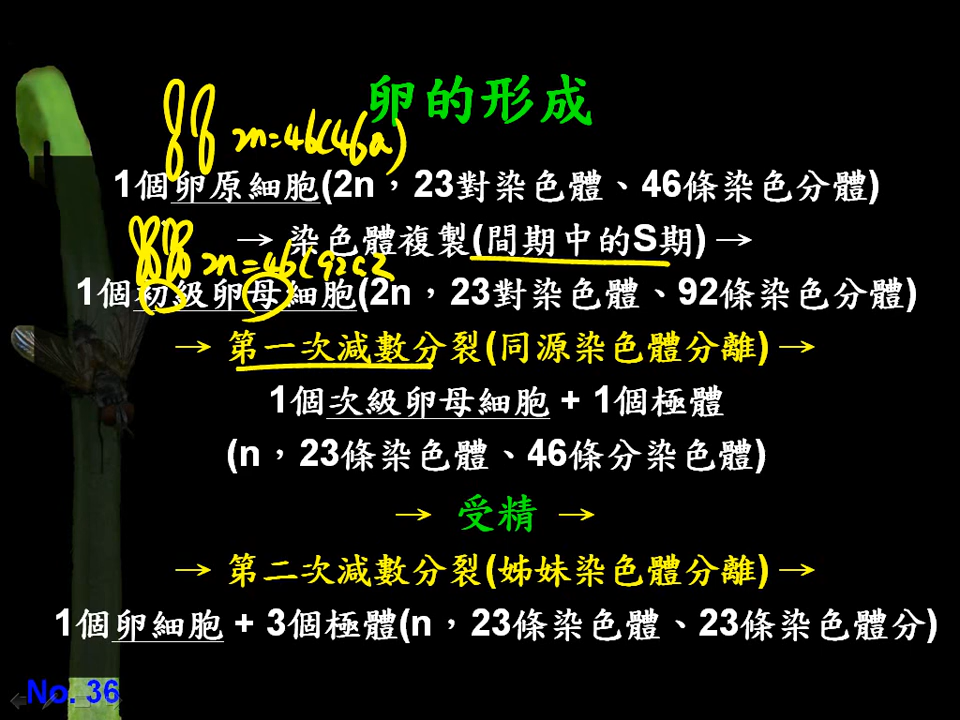 卵的形成
2n=46(46a)
1個卵原細胞(2n，23對染色體、46條染色分體)
→ 染色體複製(間期中的S期) →
2n=46(92c
1個初級卵母細胞(2n，23對染色體、92條染色分體)
→ 第一次減數分裂(同源染色體分離) →
1個次級卵母細胞 + 1個極體
(n，23條染色體、46條分染色體)
→ 受精 →
→ 第二次減數分裂(姊妹染色體分離) →
1個卵細胞 + 3個極體(n，23條染色體、23條染色體分)
No. 36